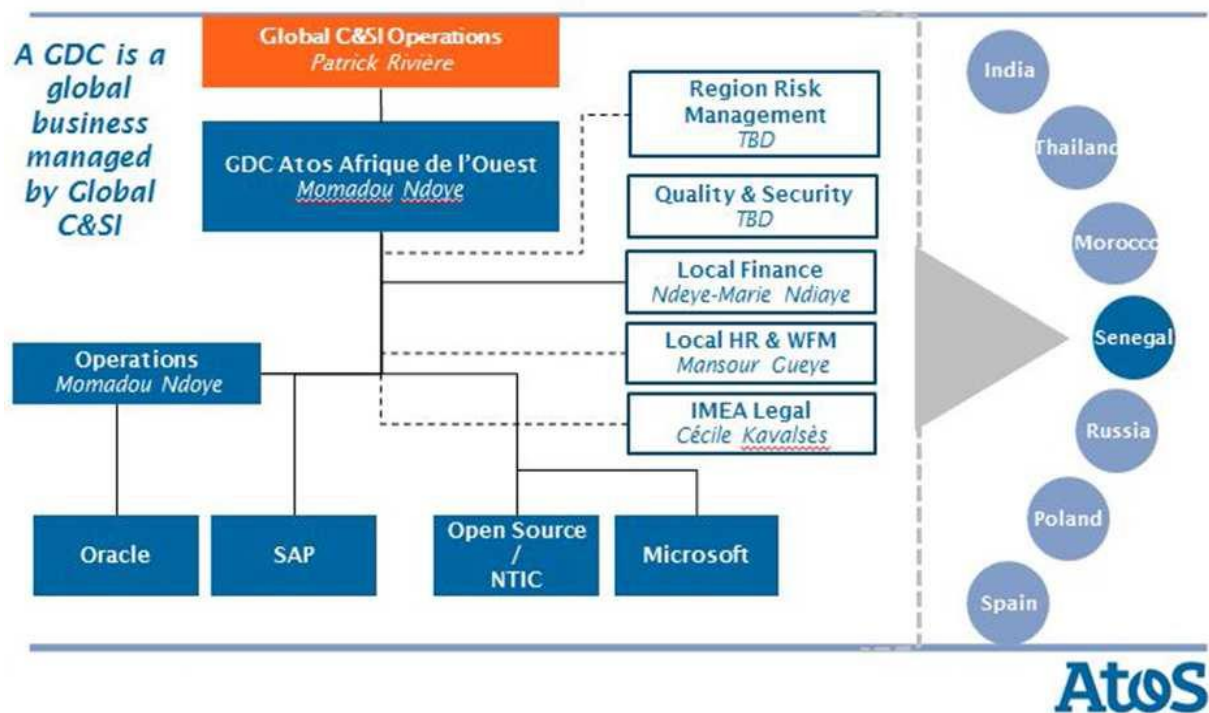 A GDC is a
global
business
managed
by Global
C&SI
Global C&SI Operations
Patrick Rivière
GDC Atos Afrique de l'Ouest
Momadou Ndoye
Region Risk
Management
TBD
Quality & Security
TBD
Local Finance
Ndeye-Marie Ndiaye
Local HR & WFM
Mansour Gueye
IMEA Legal
Cécile Kavalsès
Operations
Momadou Ndoye
Oracle
SAP
Open Source
/
NTIC
Microsoft
India
Thailand
Morocco
Senegal
Russia
Poland
Spain
Atos